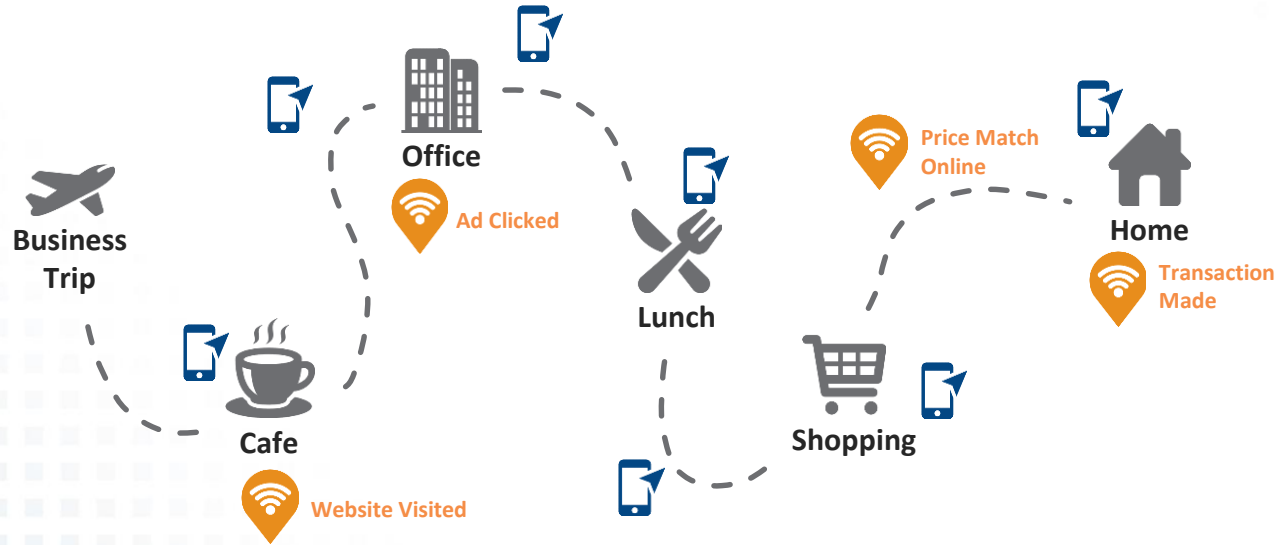 Business
Trip
Cafe
Website Visited
Office
Ad Clicked
Lunch
Shopping
Price Match
Online
Home
Transaction
Made